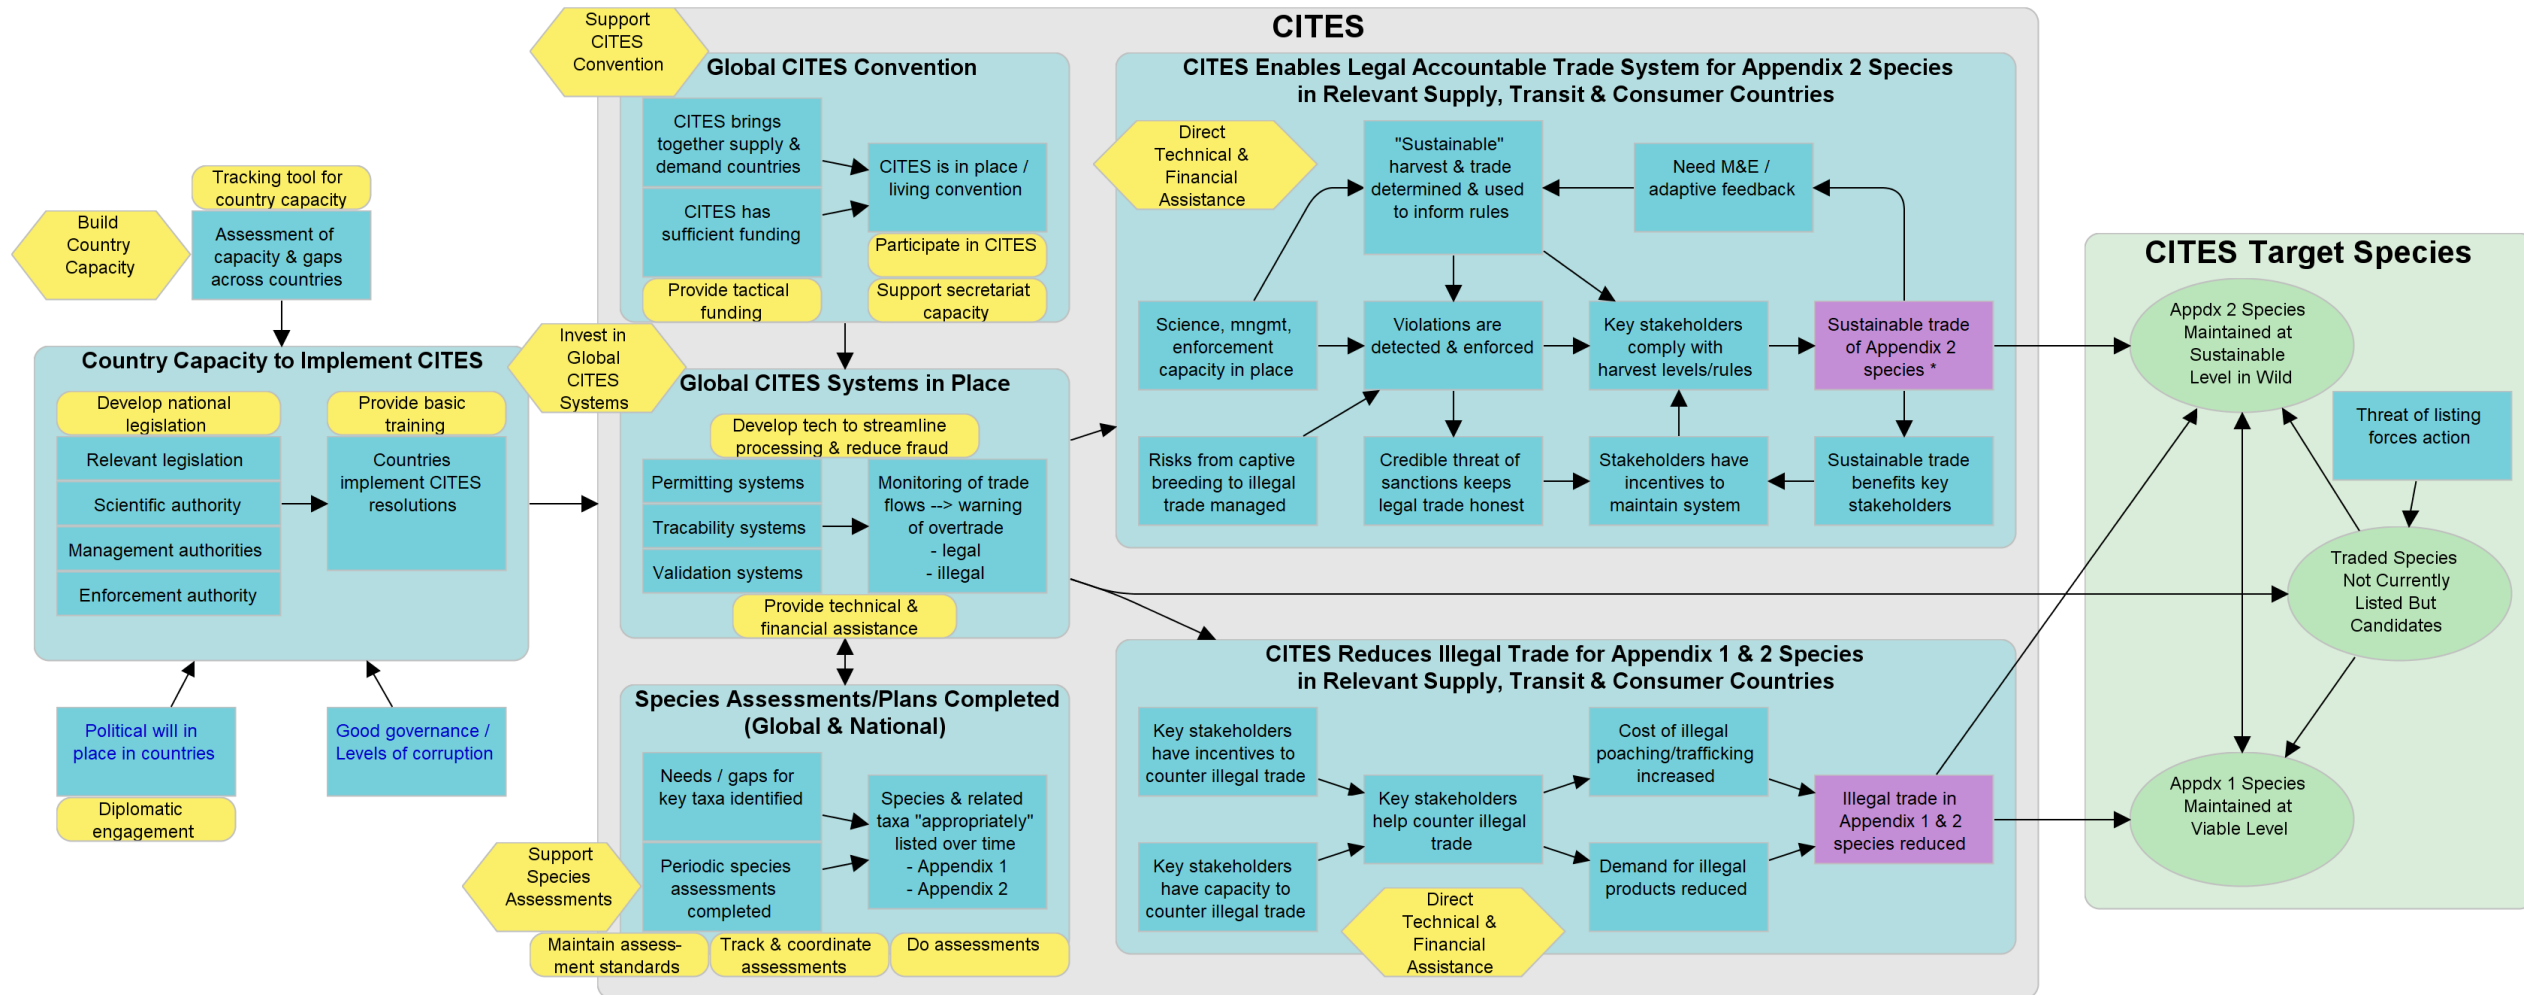 CITES
Support
CITES
Convention
Global CITES Convention
CITES brings
together supply &
demand countries
CITES has
sufficient funding
CITES is in place /
living convention
Participate in CITES
Provide tactical
funding
Support secretariat
capacity
Tracking tool for
country capacity
Build
Country
Capacity
Assessment of
capacity & gaps
across countries
Country Capacity to Implement CITES
Develop national
legislation
Relevant legislation
Scientific authority
Management authorities
Enforcement authority
Provide basic
training
Countries
implement CITES
resolutions
Political will in
place in countries
Diplomatic
engagement
Good governance /
Levels of corruption
Invest in
Global
CITES
Systems
Global CITES Systems in Place
Develop tech to streamline
processing & reduce fraud
Permitting systems
Tracability systems
Validation systems
Monitoring of trade
flows --> warning
of overtrade
- legal
- illegal
Provide technical &
financial assistance
Species Assessments/Plans Completed
(Global & National)
Needs / gaps for
key taxa identified
Periodic species
assessments
completed
Species & related
taxa "appropriately"
listed over time
- Appendix 1
- Appendix 2
Support
Species
Assessments
Maintain assess-
ment standards
Track & coordinate
assessments
Do assessments
CITES Enables Legal Accountable Trade System for Appendix 2 Species
in Relevant Supply, Transit & Consumer Countries
Direct
Technical &
Financial
Assistance
"Sustainable"
harvest & trade
determined & used
to inform rules
Need M&E /
adaptive feedback
Science, mngmt,
enforcement
capacity in place
Violations are
detected & enforced
Key stakeholders
comply with
harvest levels/rules
Sustainable trade
of Appendix 2
species *
Risks from captive
breeding to illegal
trade managed
Credible threat of
sanctions keeps
legal trade honest
Stakeholders have
incentives to
maintain system
Sustainable trade
benefits key
stakeholders
CITES Reduces Illegal Trade for Appendix 1 & 2 Species
in Relevant Supply, Transit & Consumer Countries
Key stakeholders
have incentives to
counter illegal trade
Key stakeholders
have capacity to
counter illegal trade
Key stakeholders
help counter illegal
trade
Cost of illegal
poaching/trafficking
increased
Demand for illegal
products reduced
Illegal trade in
Appendix 1 & 2
species reduced
Direct
Technical &
Financial
Assistance
CITES Target Species
Appdx 2 Species
Maintained at
Sustainable
Level in Wild
Threat of listing
forces action
Traded Species
Not Currently
Listed But
Candidates
Appdx 1 Species
Maintained at
Viable Level